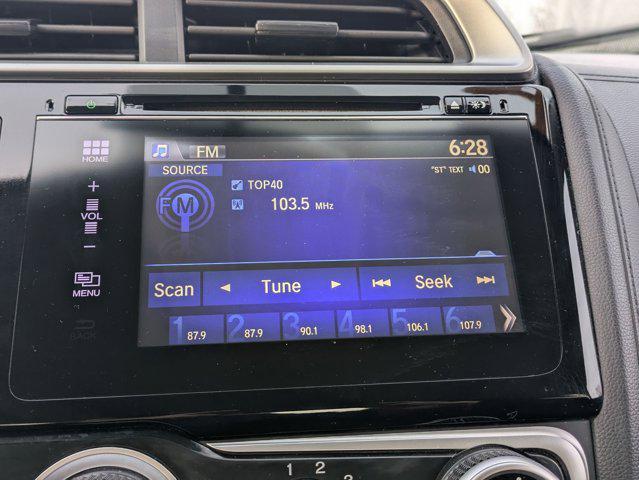 FM 6:28
HOME SOURCE "ST" TEXT 00
FM TOP40
103.5 MHz
+
VOL
−
Scan Tune Seek
MENU
1 87.9 2 87.9 3 90.1 4 98.1 5 106.1 6 107.9
BACK
1 2 3